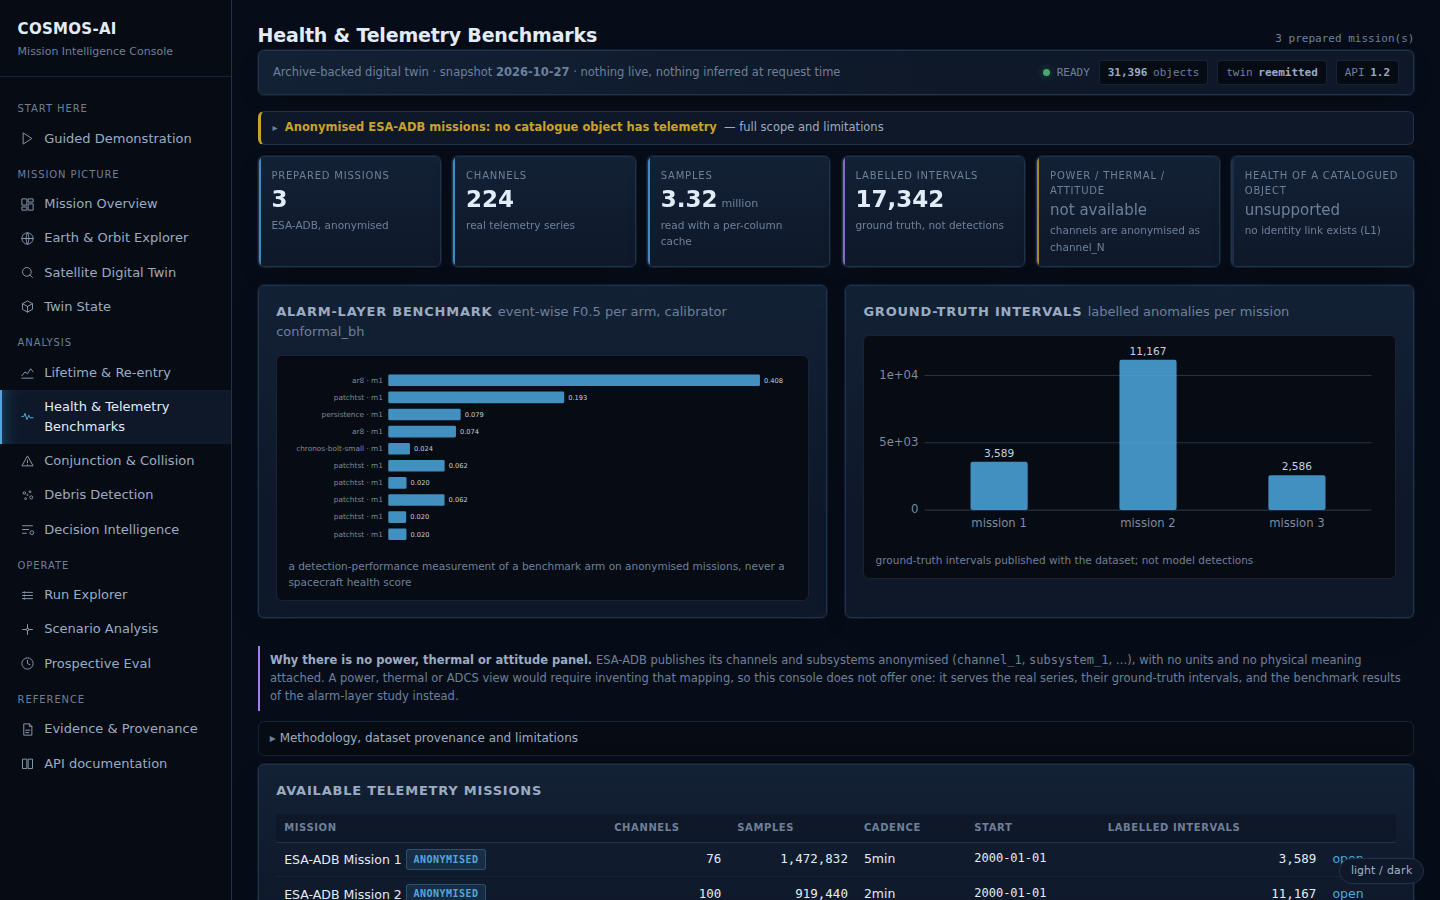 COSMOS-AI
Mission Intelligence Console
START HERE
Guided Demonstration
MISSION PICTURE
Mission Overview
Earth & Orbit Explorer
Satellite Digital Twin
Twin State
ANALYSIS
Lifetime & Re-entry
Health & Telemetry
Benchmarks
Conjunction & Collision
Debris Detection
Decision Intelligence
OPERATE
Run Explorer
Scenario Analysis
Prospective Eval
REFERENCE
Evidence & Provenance
API documentation
Health & Telemetry Benchmarks
3 prepared mission(s)
Archive-backed digital twin · snapshot 2026-10-27 · nothing live, nothing inferred at request time
READY
31,396 objects
twin reemitted
API 1.2
▸ Anonymised ESA-ADB missions: no catalogue object has telemetry — full scope and limitations
PREPARED MISSIONS
3
ESA-ADB, anonymised
CHANNELS
224
real telemetry series
SAMPLES
3.32 million
read with a per-column
cache
LABELLED INTERVALS
17,342
ground truth, not detections
POWER / THERMAL /
ATTITUDE
not available
channels are anonymised as
channel_N
HEALTH OF A CATALOGUED
OBJECT
unsupported
no identity link exists (L1)
ALARM-LAYER BENCHMARK event-wise F0.5 per arm, calibrator
conformal_bh
ar8 · m1 0.408
patchtst · m1 0.193
persistence · m1 0.079
ar8 · m1 0.074
chronos-bolt-small · m1 0.024
patchtst · m1 0.062
patchtst · m1 0.020
patchtst · m1 0.062
patchtst · m1 0.020
patchtst · m1 0.020
a detection-performance measurement of a benchmark arm on anonymised missions, never a
spacecraft health score
GROUND-TRUTH INTERVALS labelled anomalies per mission
11,167
1e+04
5e+03
3,589
2,586
0
mission 1
mission 2
mission 3
ground-truth intervals published with the dataset; not model detections
Why there is no power, thermal or attitude panel. ESA-ADB publishes its channels and subsystems anonymised (channel_1, subsystem_1, …), with no units and no physical meaning
attached. A power, thermal or ADCS view would require inventing that mapping, so this console does not offer one: it serves the real series, their ground-truth intervals, and the benchmark results
of the alarm-layer study instead.
▸ Methodology, dataset provenance and limitations
AVAILABLE TELEMETRY MISSIONS
MISSION CHANNELS SAMPLES CADENCE START LABELLED INTERVALS
ESA-ADB Mission 1 ANONYMISED 76 1,472,832 5min 2000-01-01 3,589 open
ESA-ADB Mission 2 ANONYMISED 100 919,440 2min 2000-01-01 11,167 open
light / dark